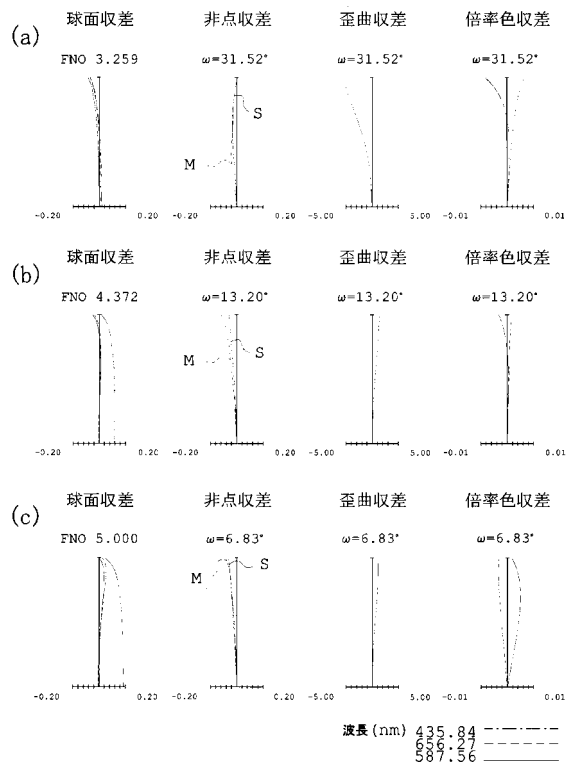 (a)
球面収差 非点収差 歪曲収差 倍率色収差
FNO 3.259 ω=31.52° ω=31.52° ω=31.52°
S
M
-0.20 0.20 -0.20 0.20 -5.00 5.00 -0.01 0.01
(b)
球面収差 非点収差 歪曲収差 倍率色収差
FNO 4.372 ω=13.20° ω=13.20° ω=13.20°
S
M
-0.20 0.20 -0.20 0.20 -5.00 5.00 -0.01 0.01
(c)
球面収差 非点収差 歪曲収差 倍率色収差
FNO 5.000 ω=6.83° ω=6.83° ω=6.83°
S
M
-0.20 0.20 -0.20 0.20 -5.00 5.00 -0.01 0.01
波長(nm) 435.84
656.27
587.56